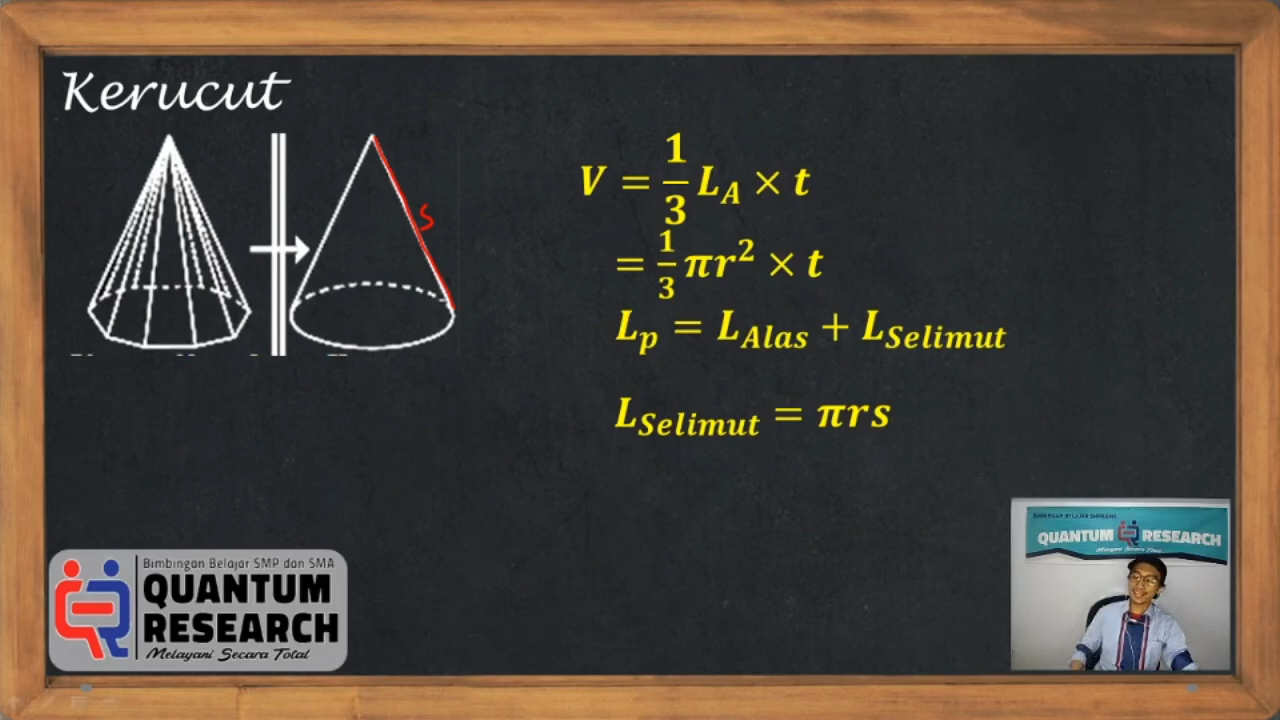 Kerucut
s
V = 1/3 L_A × t
= 1/3 πr² × t
L_p = L_Alas + L_Selimut
L_Selimut = πrs
Bimbingan Belajar SMP dan SMA
QUANTUM
RESEARCH
Melayani Secara Total
QUANTUM RESEARCH